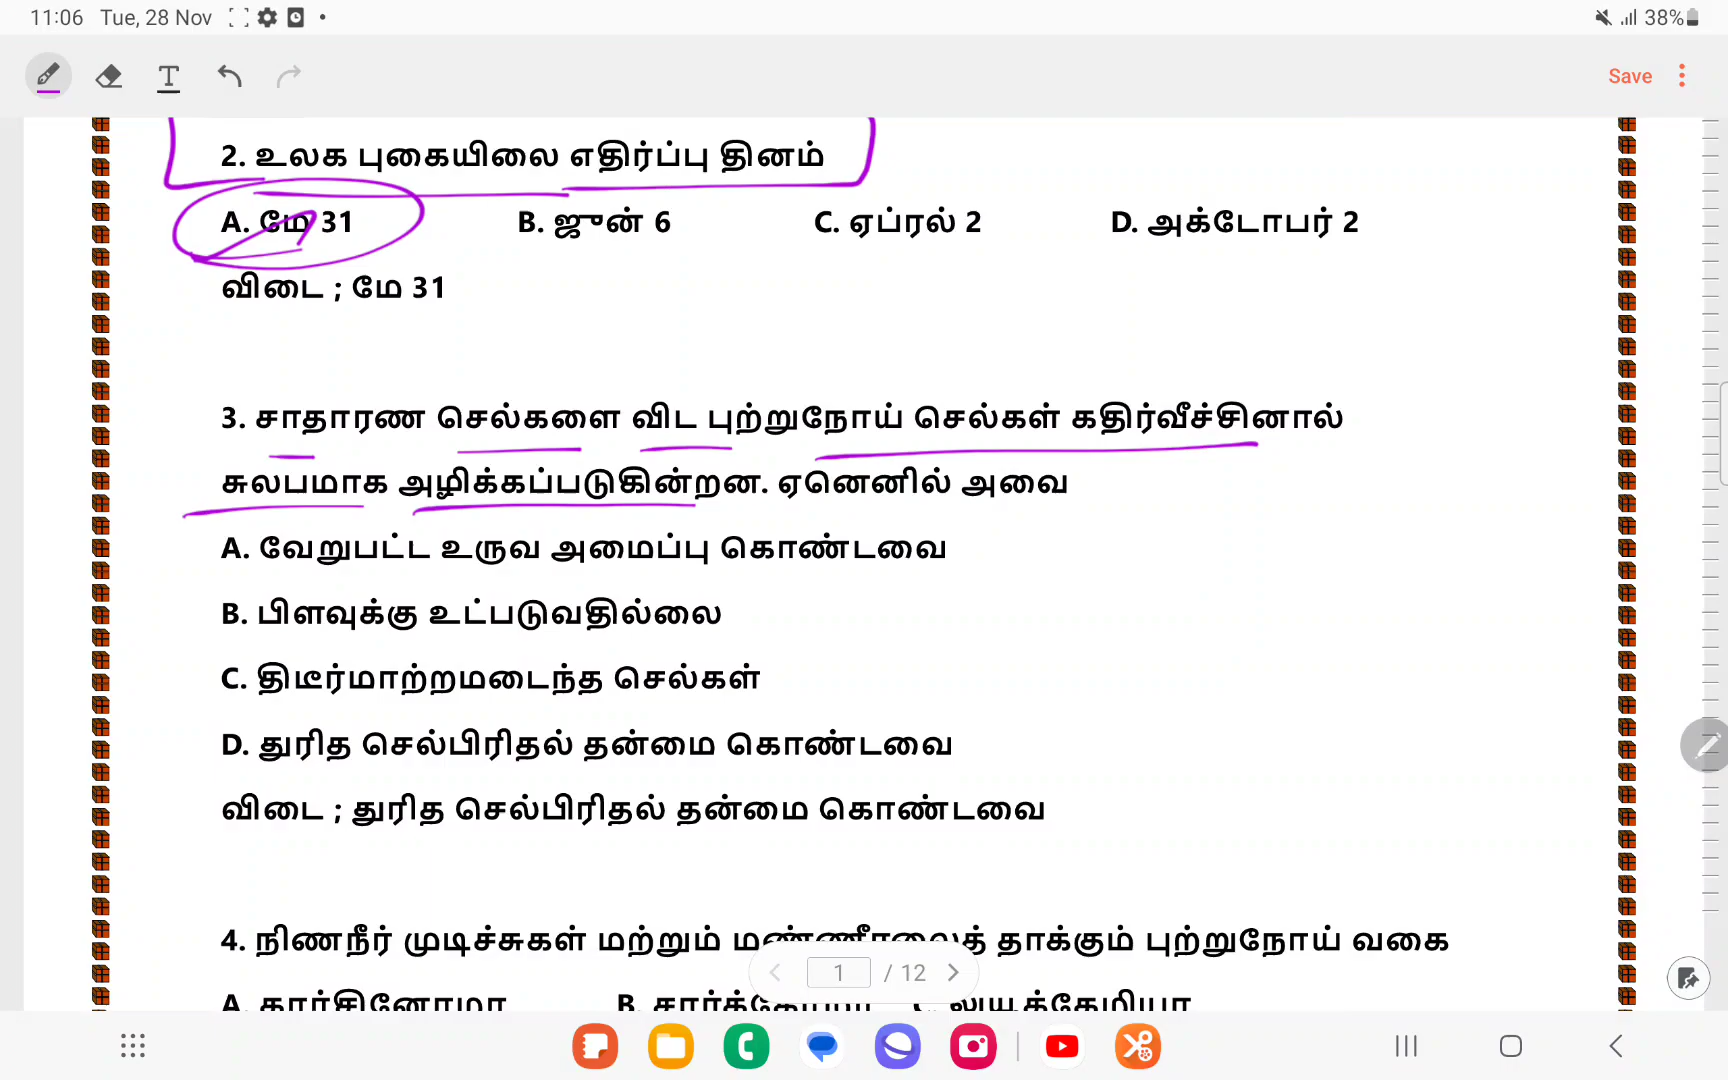 11:06 Tue, 28 Nov 38%
Save
2. உலக புகையிலை எதிர்ப்பு தினம்
A. மே 31 B. ஜுன் 6 C. ஏப்ரல் 2 D. அக்டோபர் 2
விடை ; மே 31
3. சாதாரண செல்களை விட புற்றுநோய் செல்கள் கதிர்வீச்சினால்
சுலபமாக அழிக்கப்படுகின்றன. ஏனெனில் அவை
A. வேறுபட்ட உருவ அமைப்பு கொண்டவை
B. பிளவுக்கு உட்படுவதில்லை
C. திடீர்மாற்றமடைந்த செல்கள்
D. துரித செல்பிரிதல் தன்மை கொண்டவை
விடை ; துரித செல்பிரிதல் தன்மை கொண்டவை
4. நிணநீர் முடிச்சுகள் மற்றும் மண்ணீரலைத் தாக்கும் புற்றுநோய் வகை
A. கார்சினோமா B. C. லியூக்கேமியா
1 / 12